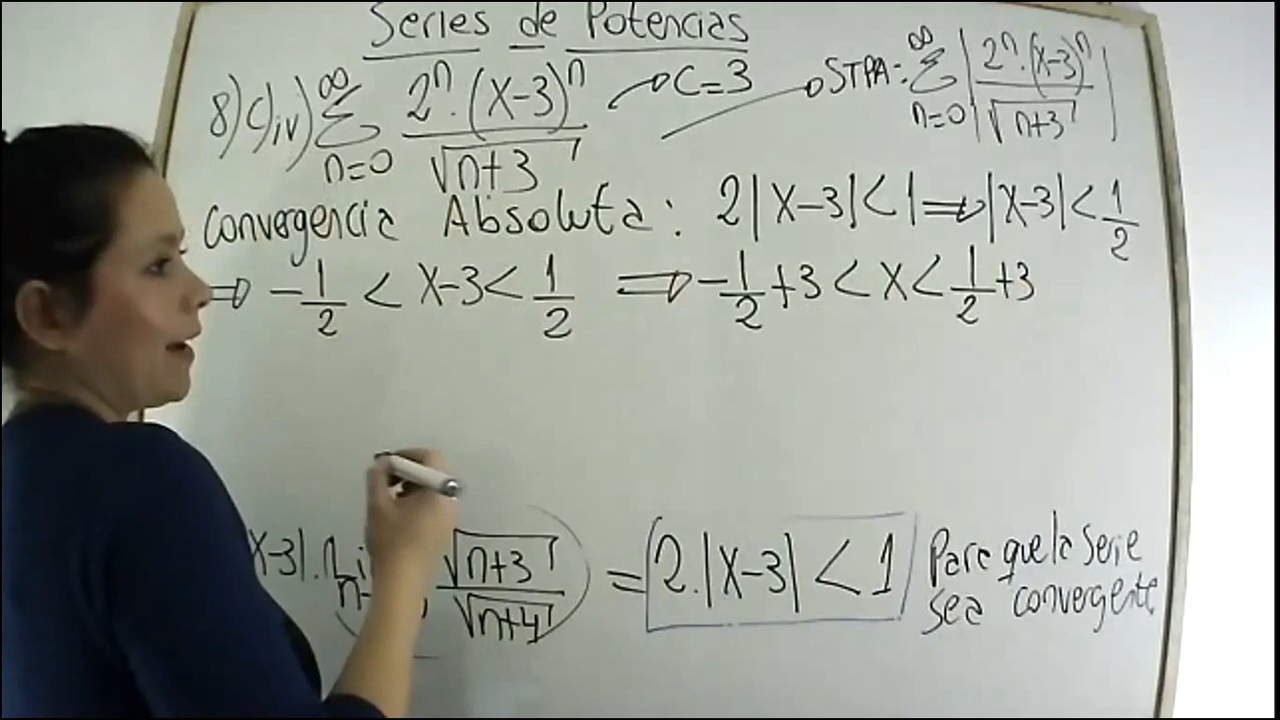 Series de Potencias
8)c)iv) ∞ Σ n=0 2ⁿ·(x-3)ⁿ / √n+3 → c=3
→ STPA: ∞ Σ n=0 |2ⁿ·(x-3)ⁿ / √n+3|
Convergencia Absoluta: 2|x-3|<1 ⇒ |x-3|<1/2
⇒ -1/2 < x-3 < 1/2 ⇒ -1/2+3 < x < 1/2+3
x-3|. √n+3 / √n+4 = 2.|x-3| < 1
Para que la serie
sea convergente